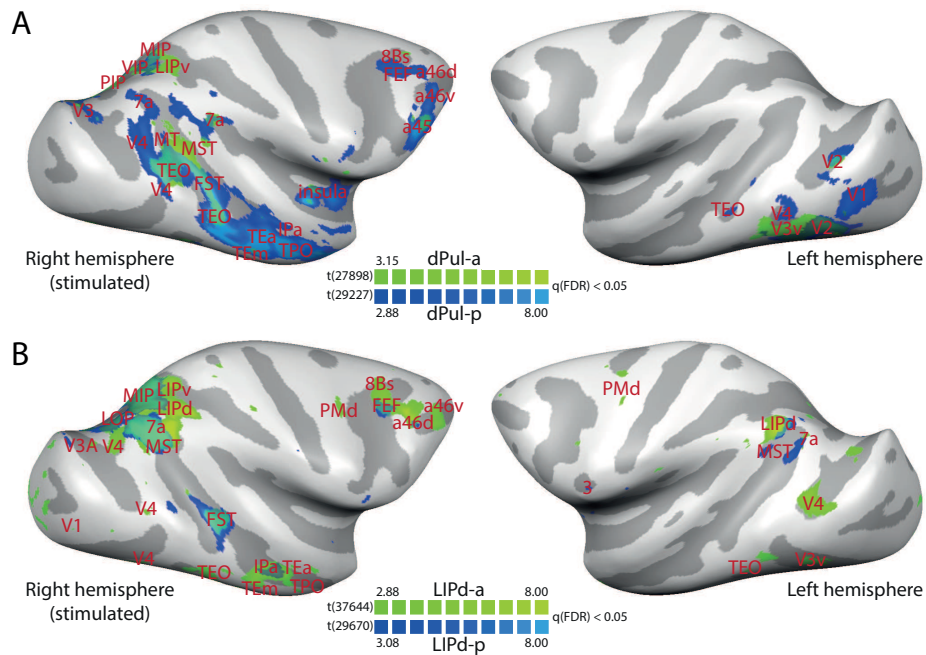 A
MIP
VIP LIPv
PIP
V3
7a
7a
V4
MT
MST
TEO
FST
V4
TEO
IPa
TEa
TEm
TPO
insula
8Bs
FEF
a46d
a46v
a45
V2
V1
TEO
V4
V3v
V2
Right hemisphere
(stimulated)
Left hemisphere
3.15
dPul-a
t(27898)
t(29227)
q(FDR) < 0.05
2.88
dPul-p
8.00
B
MIP
LIPv
LIPd
LOP
7a
V3A
V4
MST
V1
V4
FST
V4
TEO
IPa
TEa
TEm
TPO
PMd
8Bs
FEF
a46v
a46d
PMd
LIPd
7a
MST
3
V4
TEO
V3v
Right hemisphere
(stimulated)
Left hemisphere
2.88
LIPd-a
8.00
t(37644)
t(29670)
q(FDR) < 0.05
3.08
LIPd-p
8.00